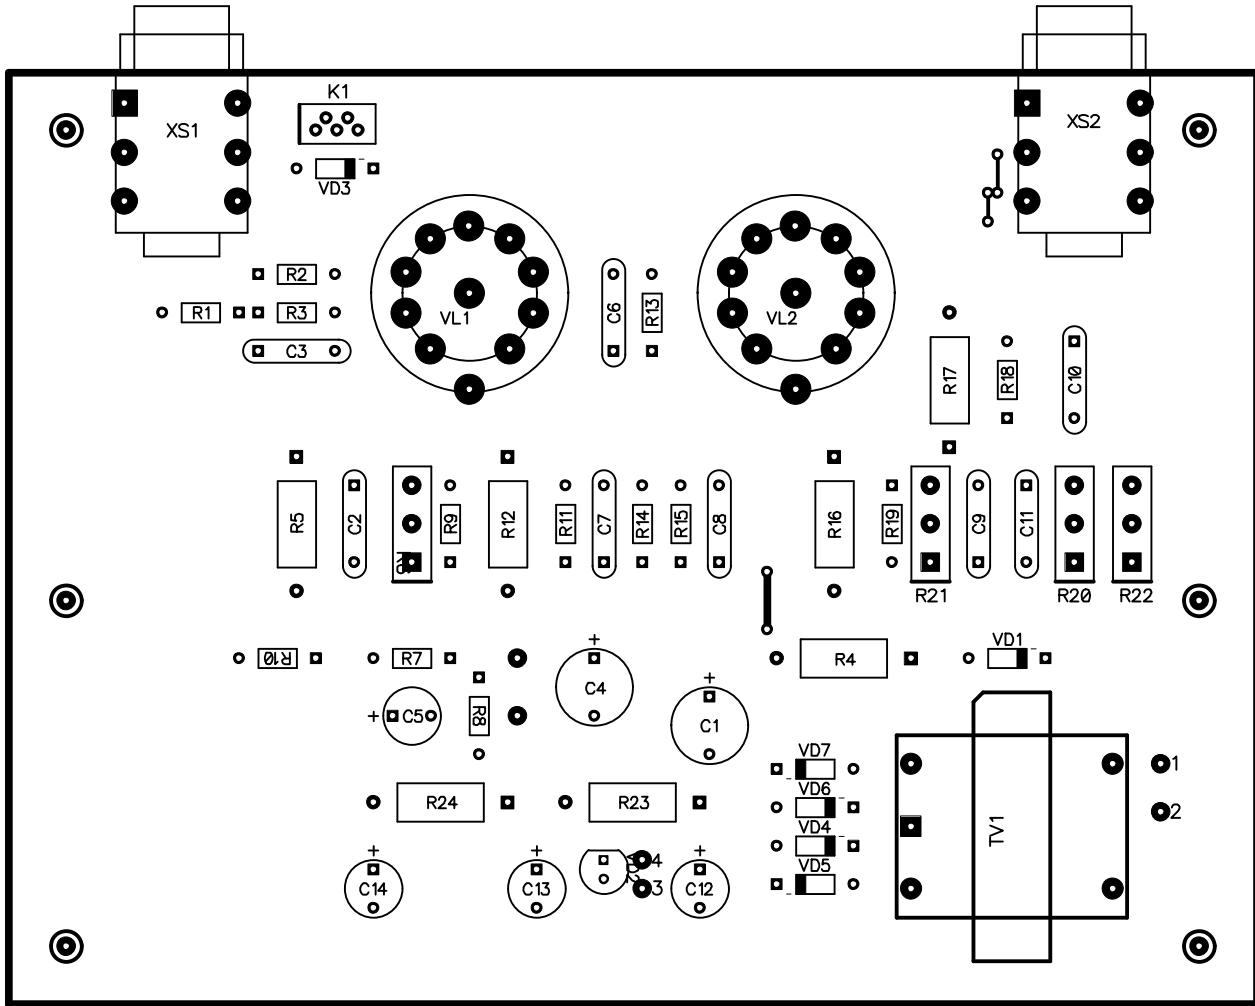 K1
XS1
XS2
VD3
R2
R1
R3
C3
VL1
C6
R13
VL2
R17
R18
C10
R5
C2
R9
R12
R11
C7
R14
R15
C8
R16
R19
C9
C11
R21
R20
R22
R10
R7
C4
R4
VD1
+
+
+
C5
R8
C1
VD7
1
VD6
2
R24
R23
TV1
VD4
+
+
+
4
VD5
C14
C13
3
C12